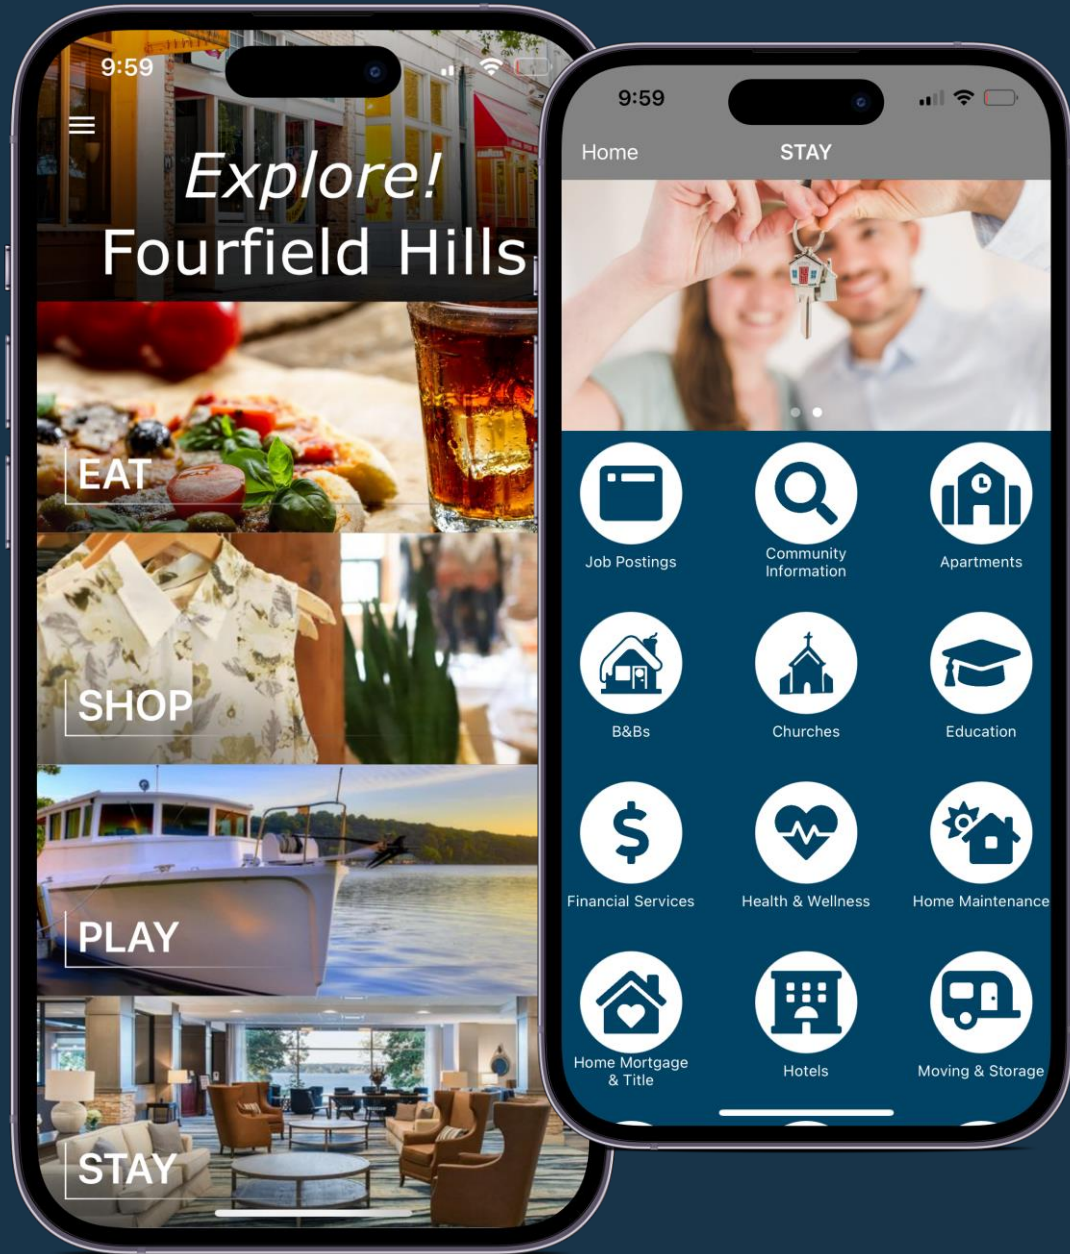 9:59
Explore!
Fourfield Hills
EAT
SHOP
PLAY
STAY
9:59
Home
STAY
Job Postings
Community
Information
Apartments
B&Bs
Churches
Education
Financial Services
Health & Wellness
Home Maintenance
Home Mortgage
& Title
Hotels
Moving & Storage